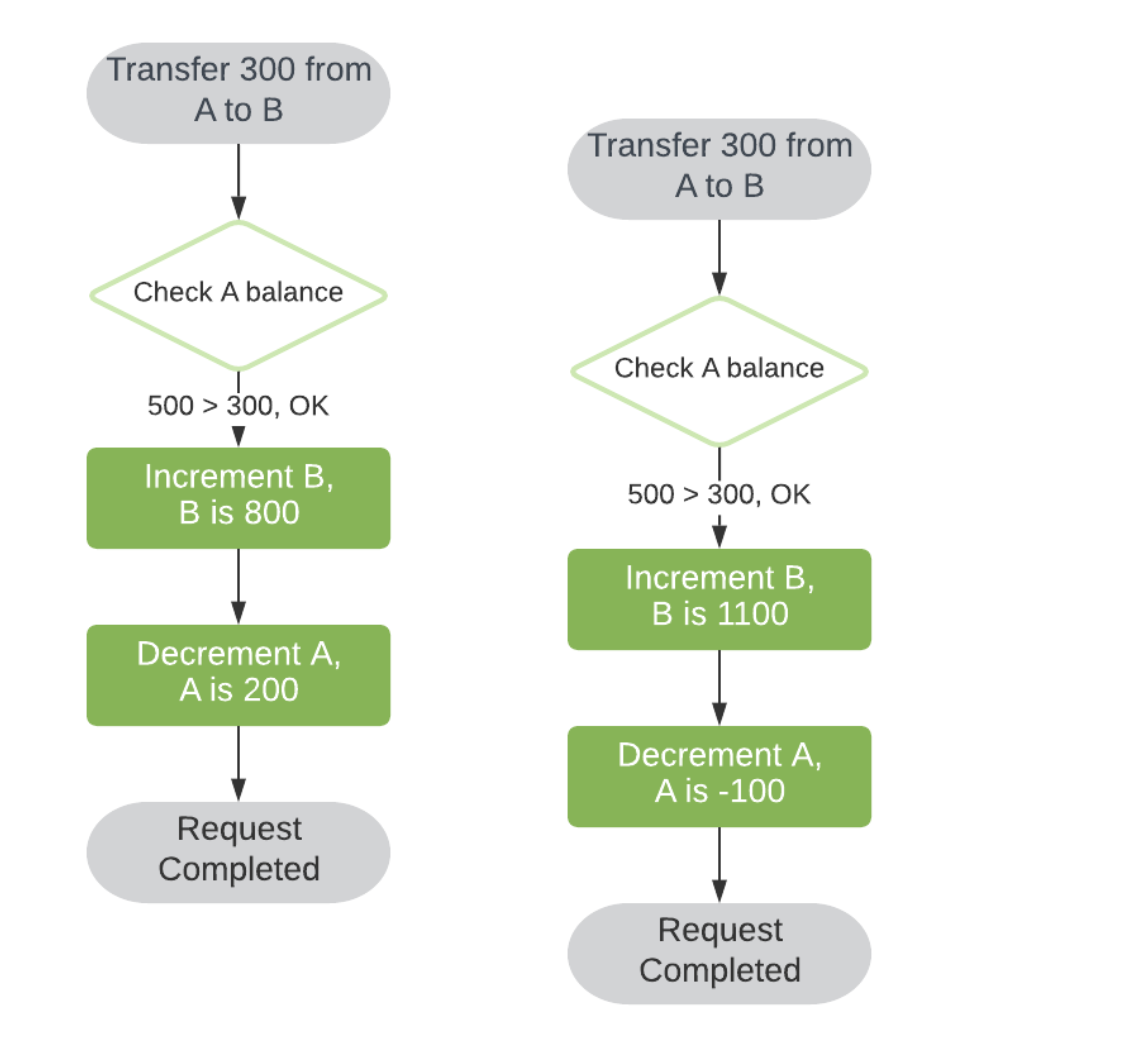 Transfer 300 from
A to B
Check A balance
500 > 300, OK
Increment B,
B is 800
Decrement A,
A is 200
Request
Completed
Transfer 300 from
A to B
Check A balance
500 > 300, OK
Increment B,
B is 1100
Decrement A,
A is -100
Request
Completed